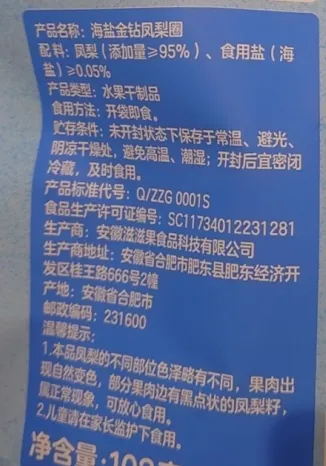 产品名称：海盐金钻凤梨圈
配料：凤梨（添加量≥95%）、食用盐（海
盐）≥0.05%
产品类型：水果干制品
食用方法：开袋即食。
贮存条件：未开封状态下保存于常温、避光、
阴凉干燥处，避免高温、潮湿；开封后宜密闭
冷藏，及时食用。
产品标准代号：Q/ZZG 0001S
食品生产许可证编号：SC11734012231281
生产商：安徽滋滋果食品科技有限公司
生产商地址：安徽省合肥市肥东县肥东经济开
发区桂王路666号2幢
产地：安徽省合肥市
邮政编码：231600
温馨提示：
1.本品凤梨的不同部位色泽略有不同，果肉出
现自然变色，部分果肉边有黑点状的凤梨籽，
属正常现象，可放心食用。
2.儿童请在家长监护下食用。
净含量：